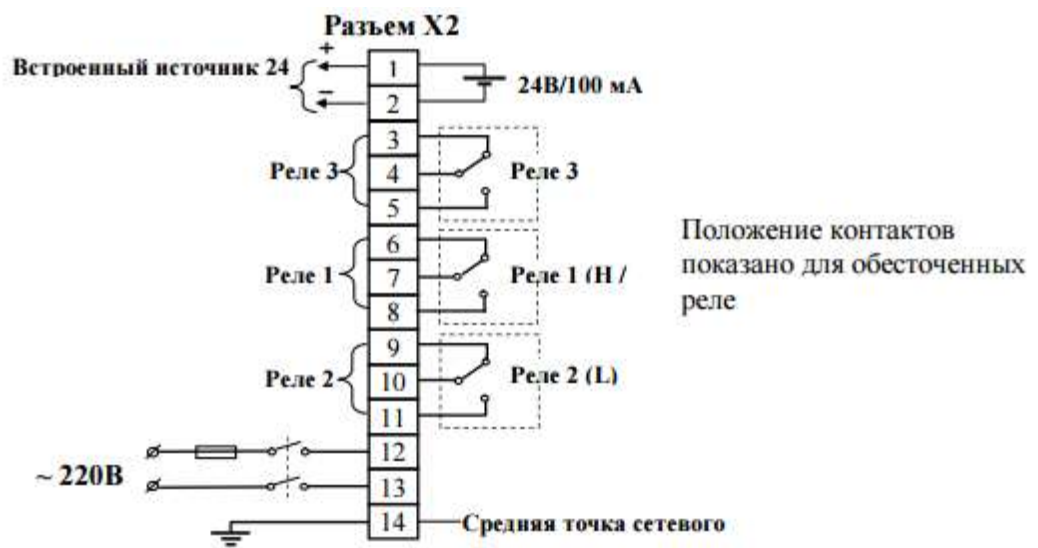 Разъем X2
+
Встроенный источник 24
–
1
24В/100 мА
2
3
Реле 3
4
Реле 3
5
6
Реле 1
7
Реле 1 (H /
8
9
Реле 2
10
Реле 2 (L)
11
12
~ 220В
13
14
Средняя точка сетевого
Положение контактов
показано для обесточенных
реле